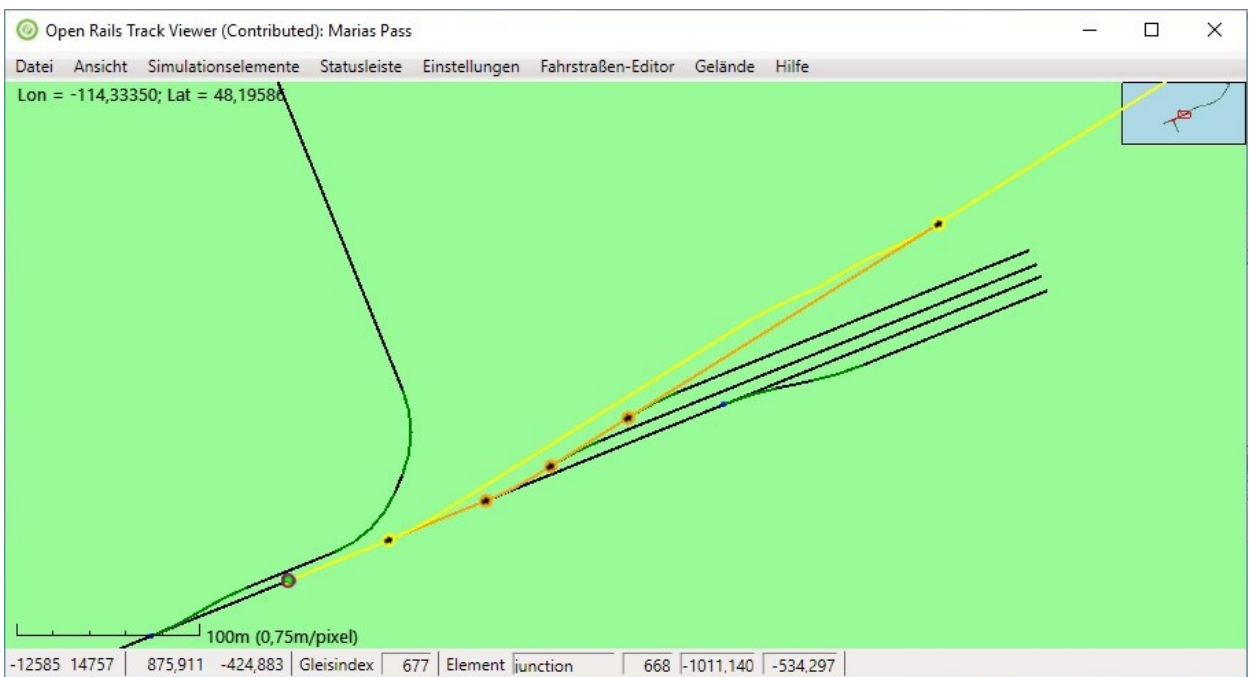 Open Rails Track Viewer (Contributed): Marias Pass
Datei Ansicht Simulationselemente Statusleiste Einstellungen Fahrstraßen-Editor Gelände Hilfe
Lon = -114,33350; Lat = 48,19586
100m (0,75m/pixel)
-12585 14757 875,911 -424,883 Gleisindex 677 Element junction 668 -1011,140 -534,297